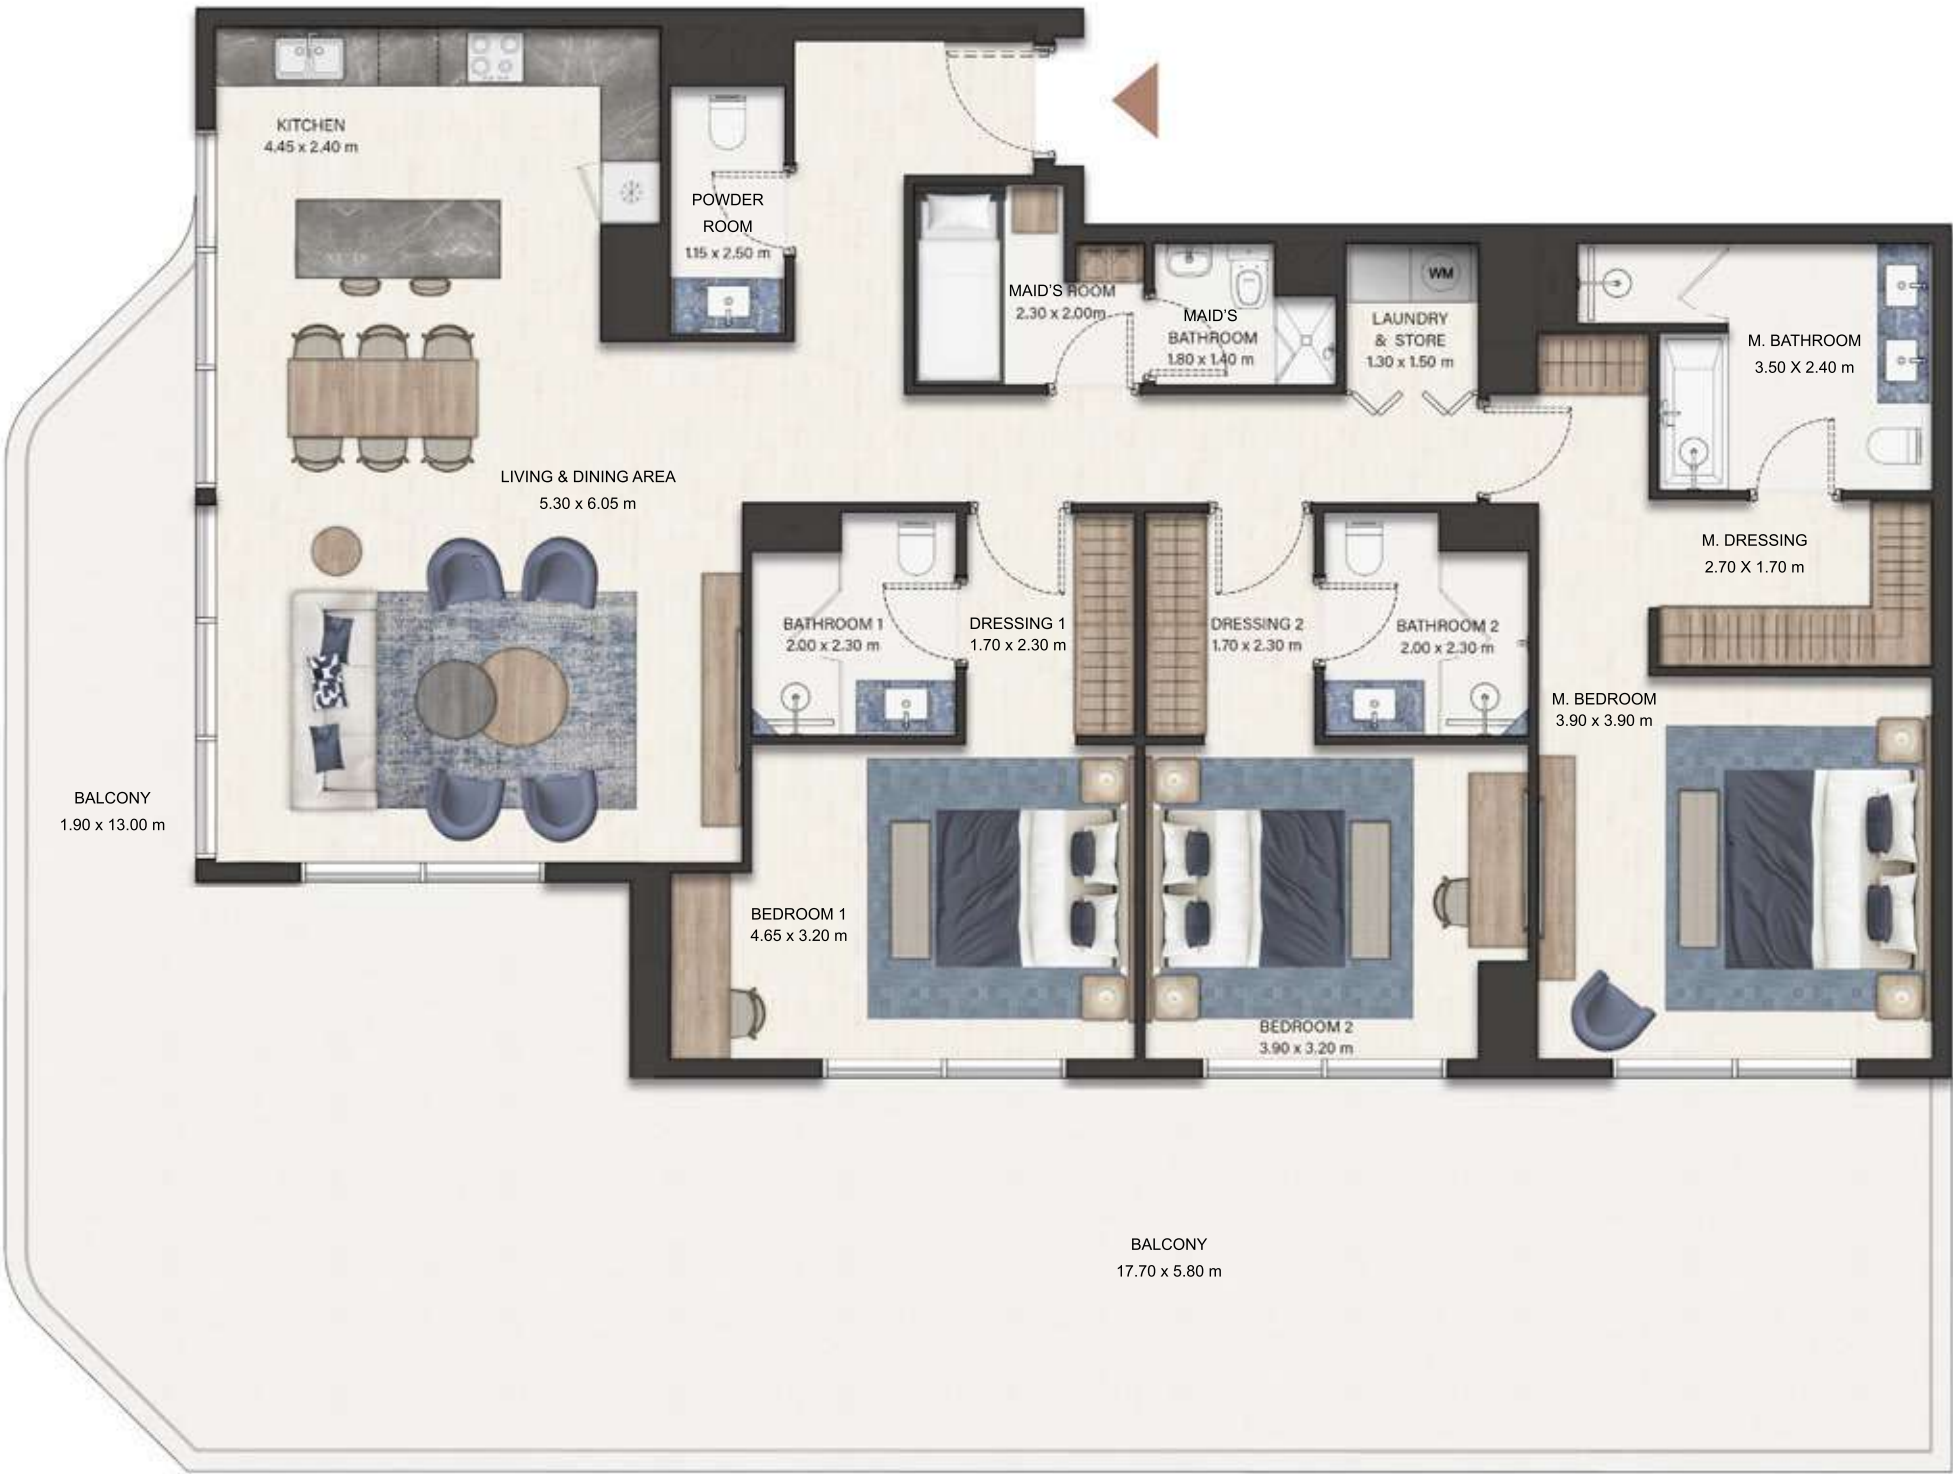 KITCHEN
4.45 x 2.40 m
POWDER
ROOM
1.15 x 2.50 m
MAID'S ROOM
2.30 x 2.00m
MAID'S
BATHROOM
1.80 x 1.40 m
WM
LAUNDRY
& STORE
1.30 x 1.50 m
M. BATHROOM
3.50 X 2.40 m
LIVING & DINING AREA
5.30 x 6.05 m
M. DRESSING
2.70 X 1.70 m
BATHROOM 1
2.00 x 2.30 m
DRESSING 1
1.70 x 2.30 m
DRESSING 2
1.70 x 2.30 m
BATHROOM 2
2.00 x 2.30 m
M. BEDROOM
3.90 x 3.90 m
BALCONY
1.90 x 13.00 m
BEDROOM 1
4.65 x 3.20 m
BEDROOM 2
3.90 x 3.20 m
BALCONY
17.70 x 5.80 m